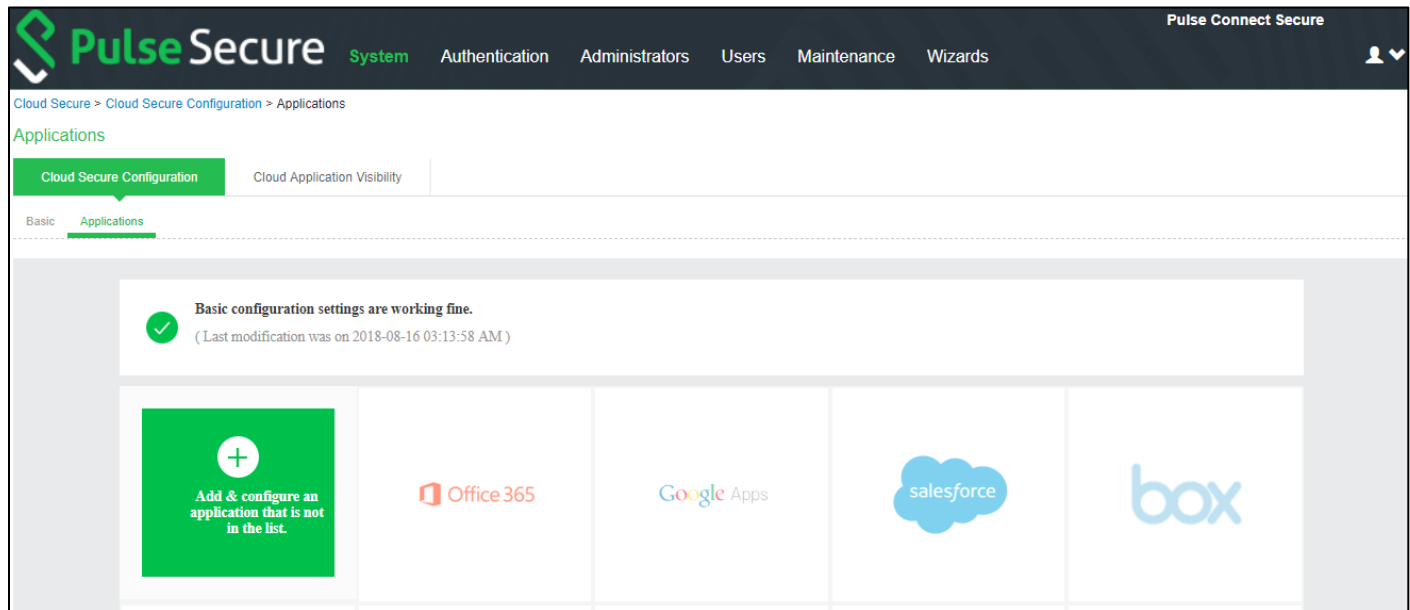 Pulse Connect Secure
Pulse Secure System Authentication Administrators Users Maintenance Wizards
Cloud Secure > Cloud Secure Configuration > Applications
Applications
Cloud Secure Configuration Cloud Application Visibility
Basic Applications
Basic configuration settings are working fine.
( Last modification was on 2018-08-16 03:13:58 AM )
Add & configure an
application that is not
in the list.
Office 365
Google Apps
salesforce
box